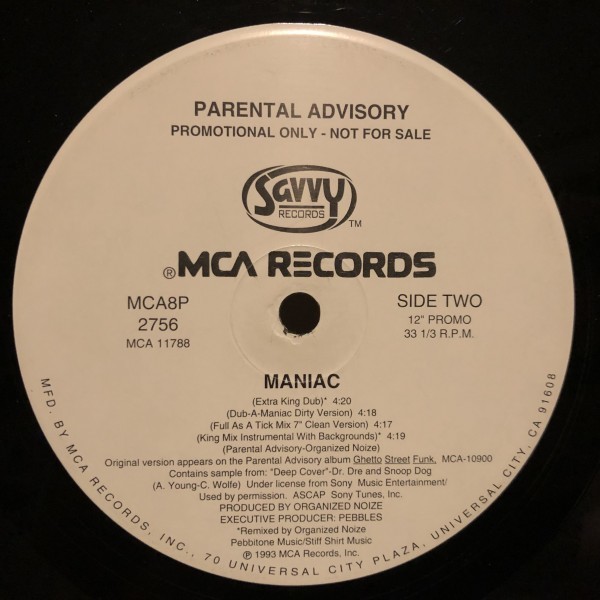 PARENTAL ADVISORY
PROMOTIONAL ONLY - NOT FOR SALE
Savvy
RECORDS
TM
® MCA RECORDS
MCA8P
2756
MCA 11788
SIDE TWO
12" PROMO
33 1/3 R.P.M.
MANIAC
(Extra King Dub)* 4:20
(Dub-A-Maniac Dirty Version) 4:18
(Full As A Tick Mix 7" Clean Version) 4:17
(King Mix Instrumental With Backgrounds)* 4:19
(Parental Advisory-Organized Noize)
Original version appears on the Parental Advisory album Ghetto Street Funk. MCA-10900
Contains sample from: "Deep Cover"-Dr. Dre and Snoop Dog
(A. Young-C. Wolfe) Under license from Sony Music Entertainment/
Used by permission. ASCAP Sony Tunes, Inc.
PRODUCED BY ORGANIZED NOIZE
EXECUTIVE PRODUCER: PEBBLES
*Remixed by Organized Noize
Pebbitone Music/Stiff Shirt Music
℗ 1993 MCA Records, Inc.
MFD. BY MCA RECORDS, INC., 70 UNIVERSAL CITY PLAZA, UNIVERSAL CITY, CA 91608